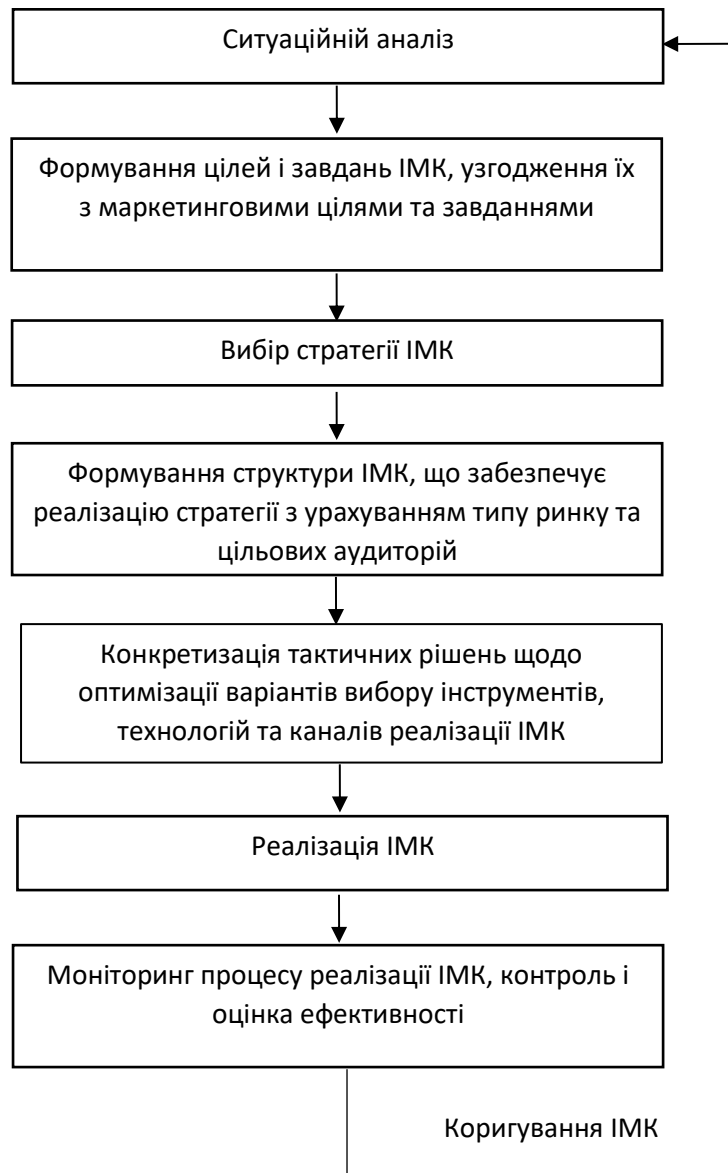 Ситуаційній аналіз
Формування цілей і завдань ІМК, узгодження їх
з маркетинговими цілями та завданнями
Вибір стратегії ІМК
Формування структури ІМК, що забезпечує
реалізацію стратегії з урахуванням типу ринку та
цільових аудиторій
Конкретизація тактичних рішень щодо
оптимізації варіантів вибору інструментів,
технологій та каналів реалізації ІМК
Реалізація ІМК
Моніторинг процесу реалізації ІМК, контроль і
оцінка ефективності
Коригування ІМК